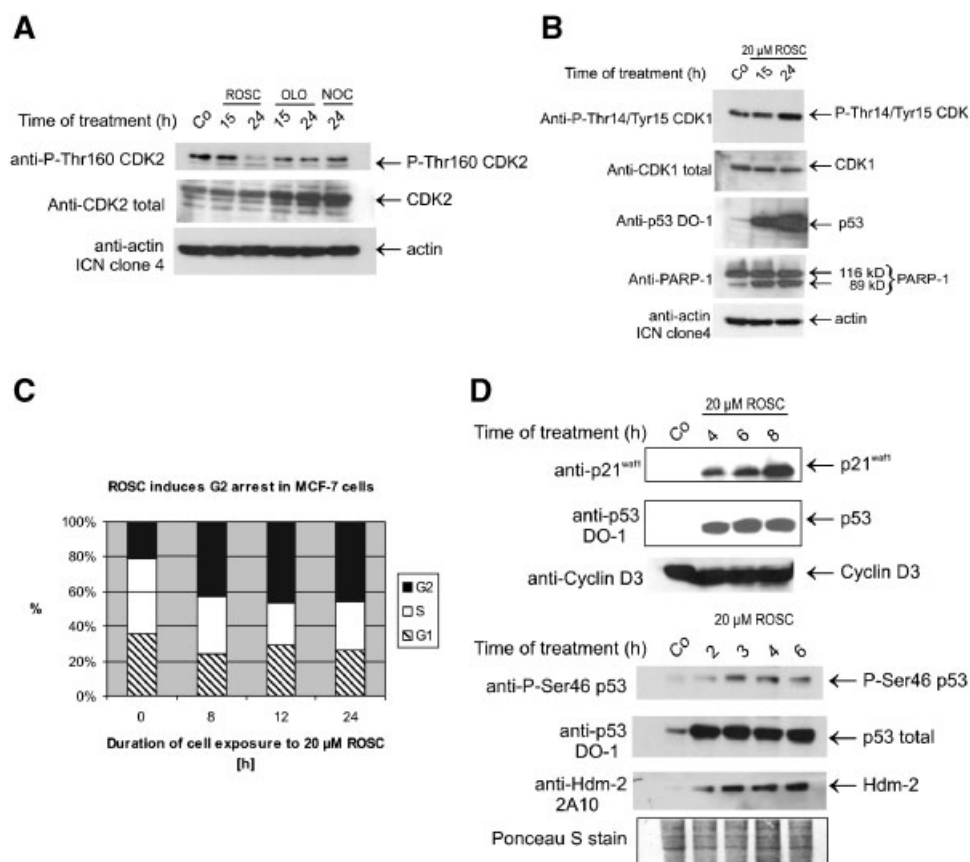 A
ROSC OLO NOC
Time of treatment (h) Co 15 24 15 24 24
anti-P-Thr160 CDK2 ← P-Thr160 CDK2
Anti-CDK2 total ← CDK2
anti-actin
ICN clone 4 ← actin
B
20 µM ROSC
Time of treatment (h) Co 15 24
Anti-P-Thr14/Tyr15 CDK1 ← P-Thr14/Tyr15 CDK
Anti-CDK1 total ← CDK1
Anti-p53 DO-1 ← p53
Anti-PARP-1 ← 116 kD
← 89 kD } PARP-1
anti-actin
ICN clone4 ← actin
C
ROSC induces G2 arrest in MCF-7 cells
100%
80%
60%
40%
20%
0%
%
0 8 12 24
Duration of cell exposure to 20 µM ROSC
[h]
G2
S
G1
D
20 µM ROSC
Time of treatment (h) Co 4 6 8
anti-p21waf1 ← p21waf1
anti-p53
DO-1 ← p53
anti-Cyclin D3 ← Cyclin D3
20 µM ROSC
Time of treatment (h) Co 2 3 4 6
anti-P-Ser46 p53 ← P-Ser46 p53
anti-p53
DO-1 ← p53 total
anti-Hdm-2
2A10 ← Hdm-2
Ponceau S stain